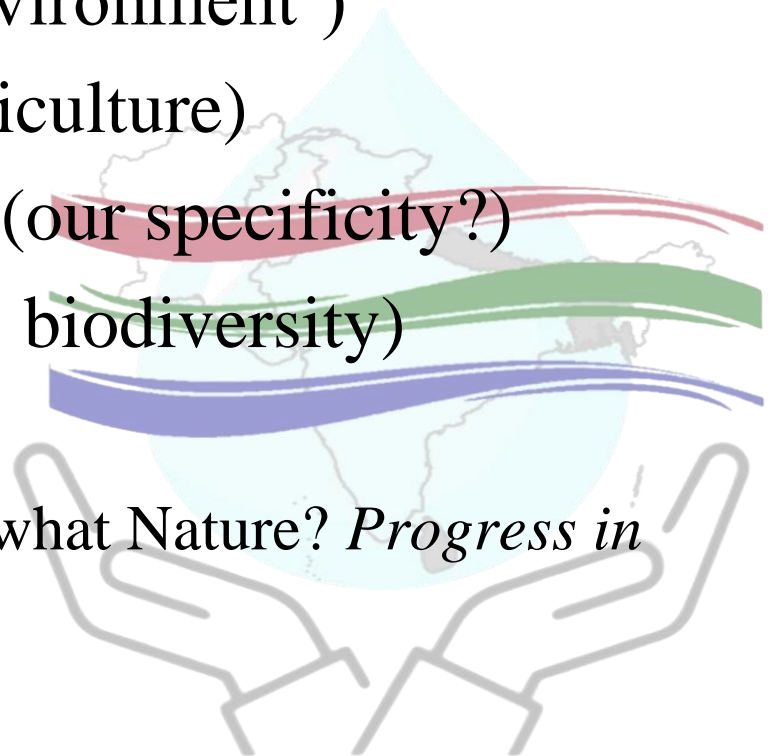 vironment")
iculture)
(our specificity?)
biodiversity)
what Nature? Progress in